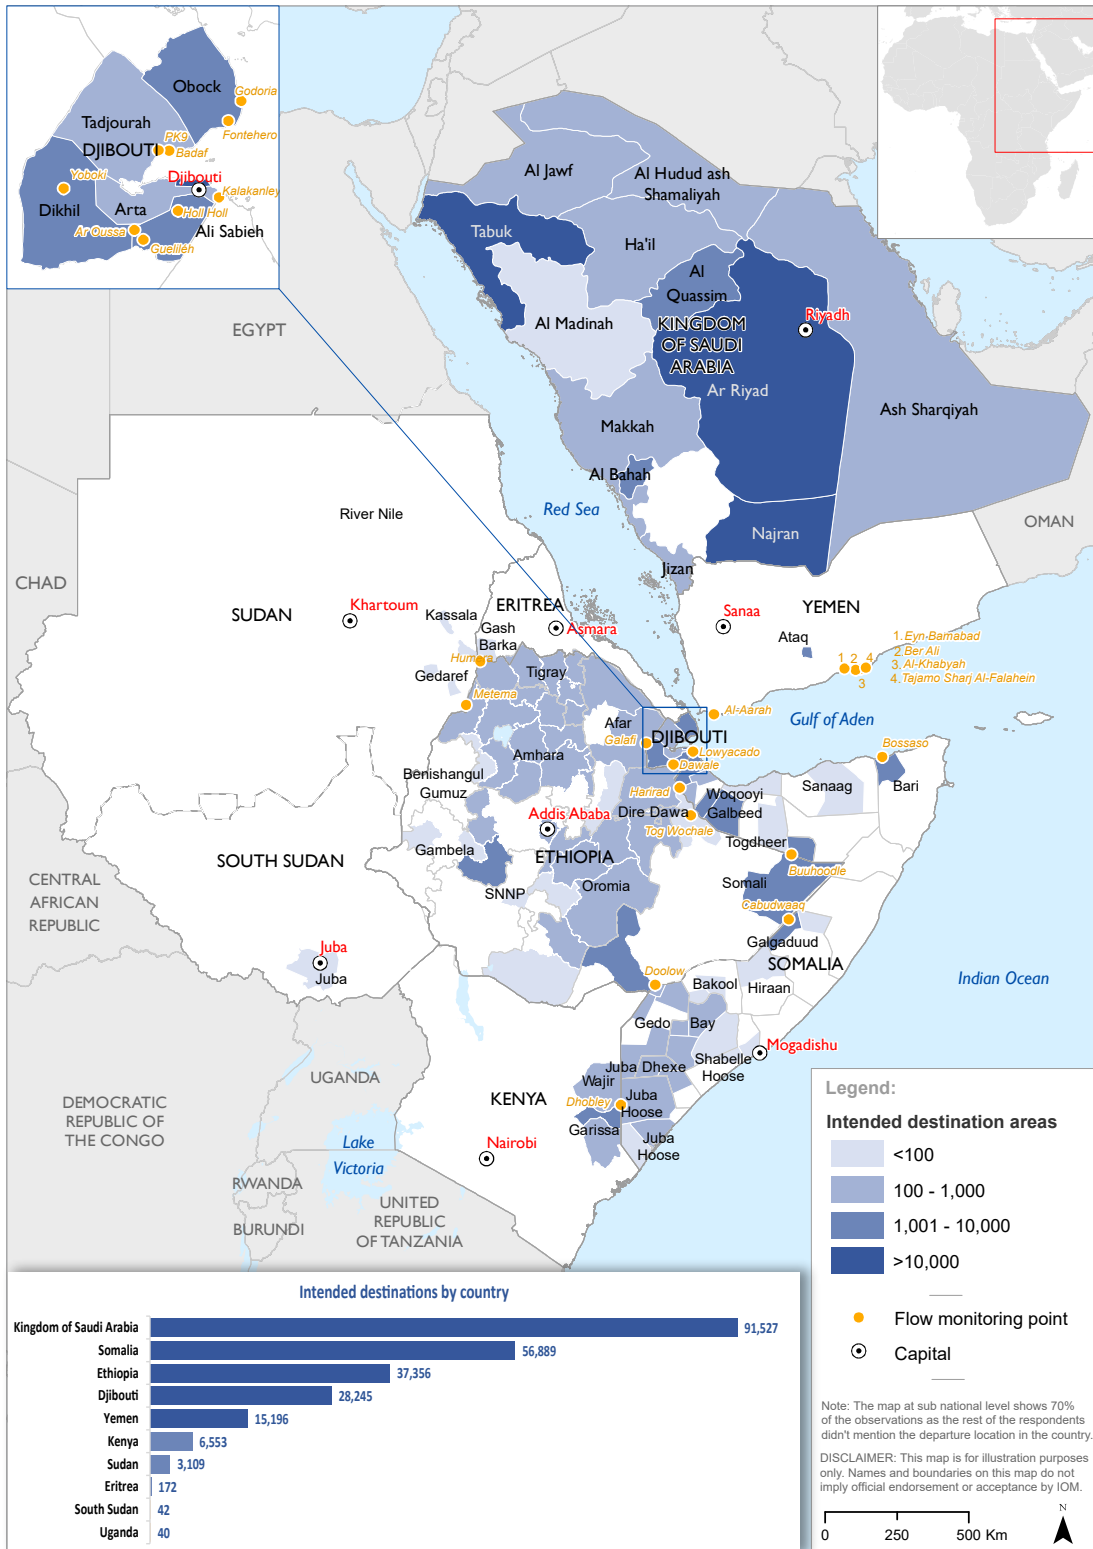 Obock
Godoria
Fontehero
Tadjourah
PK9
DJIBOUTI
Badaf
Yoboki
Djibouti
Kalakanley
Dikhil
Arta
Holl Holl
Ar Oussa
Ali Sabieh
Guelileh
Al Jawf
Al Hudud ash
Shamaliyah
Tabuk
Ha'il
Al
Quassim
Al Madinah
Riyadh
KINGDOM
OF SAUDI
ARABIA
EGYPT
Ar Riyad
Ash Sharqiyah
Makkah
Al Bahah
Red Sea
River Nile
Najran
OMAN
Jizan
CHAD
SUDAN
Khartoum
Kassala
ERITREA
Asmara
Gash
Barka
Sanaa
YEMEN
Ataq
1. Eyn-Bamabad
2. Ber Ali
3. Al-Khabyah
4. Tajamo Sharj Al-Falahein
1 2 4
3
Humera
Gedaref
Tigray
Metema
Al-Aarah
Gulf of Aden
Afar
DJIBOUTI
Galafi
Lowyacado
Dawale
Bossaso
Amhara
Benishangul
Gumuz
Harirad
Woqooyi
Galbeed
Sanaag
Bari
Addis Ababa
Dire Dawa
Tog Wochale
Togdheer
SOUTH SUDAN
Gambela
ETHIOPIA
Buuhoodle
CENTRAL
AFRICAN
REPUBLIC
SNNP
Oromia
Somali
Cabudwaaq
Galgaduud
SOMALIA
Juba
Juba
Doolow
Bakool
Hiraan
Indian Ocean
Gedo
Bay
Mogadishu
Shabelle
Hoose
UGANDA
Juba Dhexe
Wajir
KENYA
Dhobley
Juba
Hoose
Garissa
Juba
Hoose
DEMOCRATIC
REPUBLIC OF
THE CONGO
Lake
Victoria
Nairobi
RWANDA
BURUNDI
UNITED
REPUBLIC
OF TANZANIA
Legend:
Intended destination areas
<100
100 - 1,000
1,001 - 10,000
>10,000
Flow monitoring point
Capital
Note: The map at sub national level shows 70%
of the observations as the rest of the respondents
didn't mention the departure location in the country.
DISCLAIMER: This map is for illustration purposes
only. Names and boundaries on this map do not
imply official endorsement or acceptance by IOM.
N
0 250 500 Km
Intended destinations by country
Kingdom of Saudi Arabia 91,527
Somalia 56,889
Ethiopia 37,356
Djibouti 28,245
Yemen 15,196
Kenya 6,553
Sudan 3,109
Eritrea 172
South Sudan 42
Uganda 40